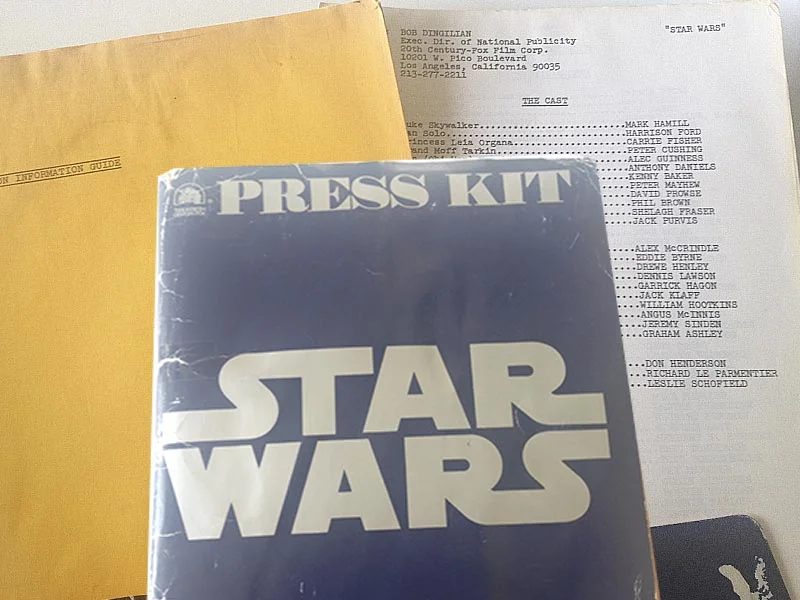 BOB DINGILIAN "STAR WARS"
Exec. Dir. of National Publicity
20th Century-Fox Film Corp.
10201 W. Pico Boulevard
Los Angeles, California 90035
213-277-2211
THE CAST
uke Skywalker..............................MARK HAMILL
an Solo....................................HARRISON FORD
rincess Leia Organa........................CARRIE FISHER
rand Moff Tarkin...........................PETER CUSHING
ALEC GUINNESS
ANTHONY DANIELS
KENNY BAKER
PETER MAYHEW
DAVID PROWSE
PHIL BROWN
SHELAGH FRASER
JACK PURVIS
...ALEX McCRINDLE
...EDDIE BYRNE
...DREWE HENLEY
...DENNIS LAWSON
...GARRICK HAGON
...JACK KLAFF
...WILLIAM HOOTKINS
...ANGUS McINNIS
...JEREMY SINDEN
...GRAHAM ASHLEY
...DON HENDERSON
...RICHARD LE PARMENTIER
...LESLIE SCHOFIELD
ON INFORMATION GUIDE
PRESS KIT
STAR
WARS